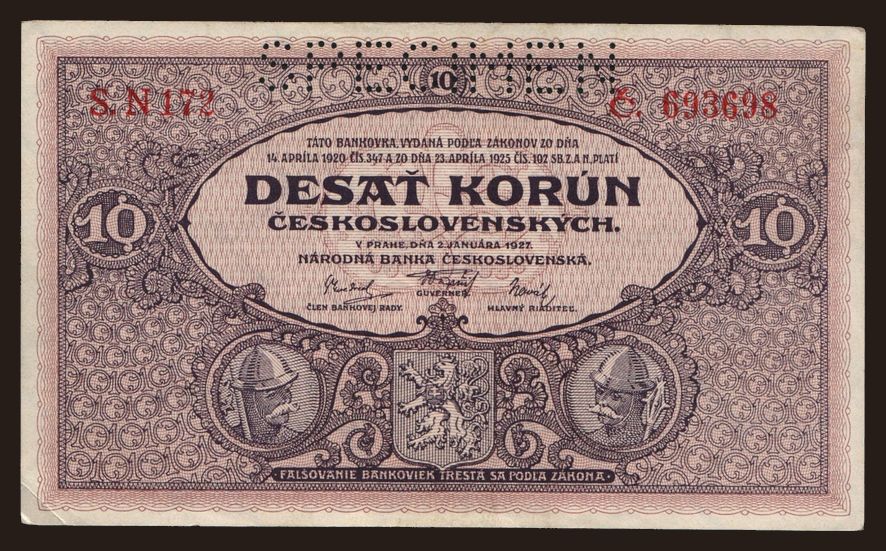 SPECIMEN
10
S. N 172
Č. 693698
TÁTO BANKOVKA, VYDANÁ PODĽA ZÁKONOV ZO DŇA
14. APRÍLA 1920 ČÍS. 347 A ZO DŇA 23. APRÍLA 1925 ČÍS. 102 SB. Z. A N. PLATÍ
DESAŤ KORÚN
ČESKOSLOVENSKÝCH.
10
10
V PRAHE, DŇA 2. JANUÁRA 1927.
NÁRODNÁ BANKA ČESKOSLOVENSKÁ.
GUVERNÉR
ČLEN BANKOVEJ RADY.
HLAVNÝ RIADITEĽ.
FALŠOVANIE BANKOVIEK TRESTÁ SA PODĽA ZÁKONA